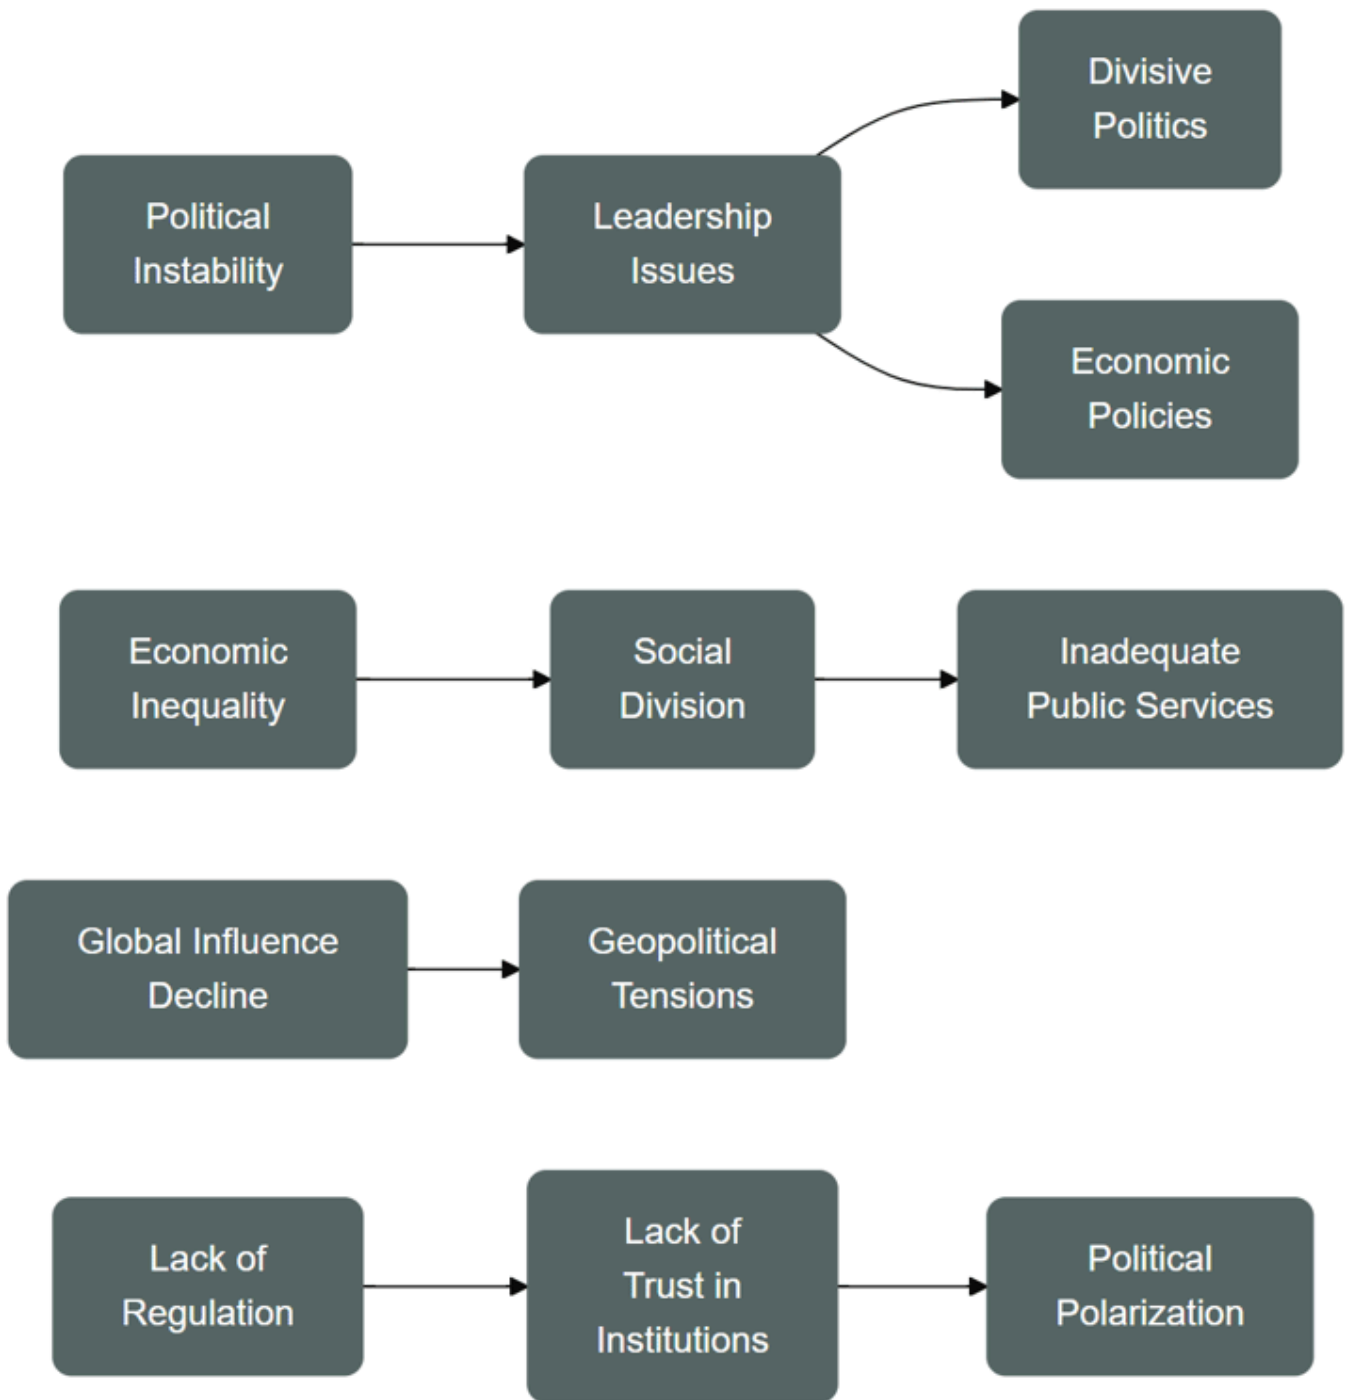 Divisive
Politics
Political
Instability
Leadership
Issues
Economic
Policies
Economic
Inequality
Social
Division
Inadequate
Public Services
Global Influence
Decline
Geopolitical
Tensions
Lack of
Regulation
Lack of
Trust in
Institutions
Political
Polarization